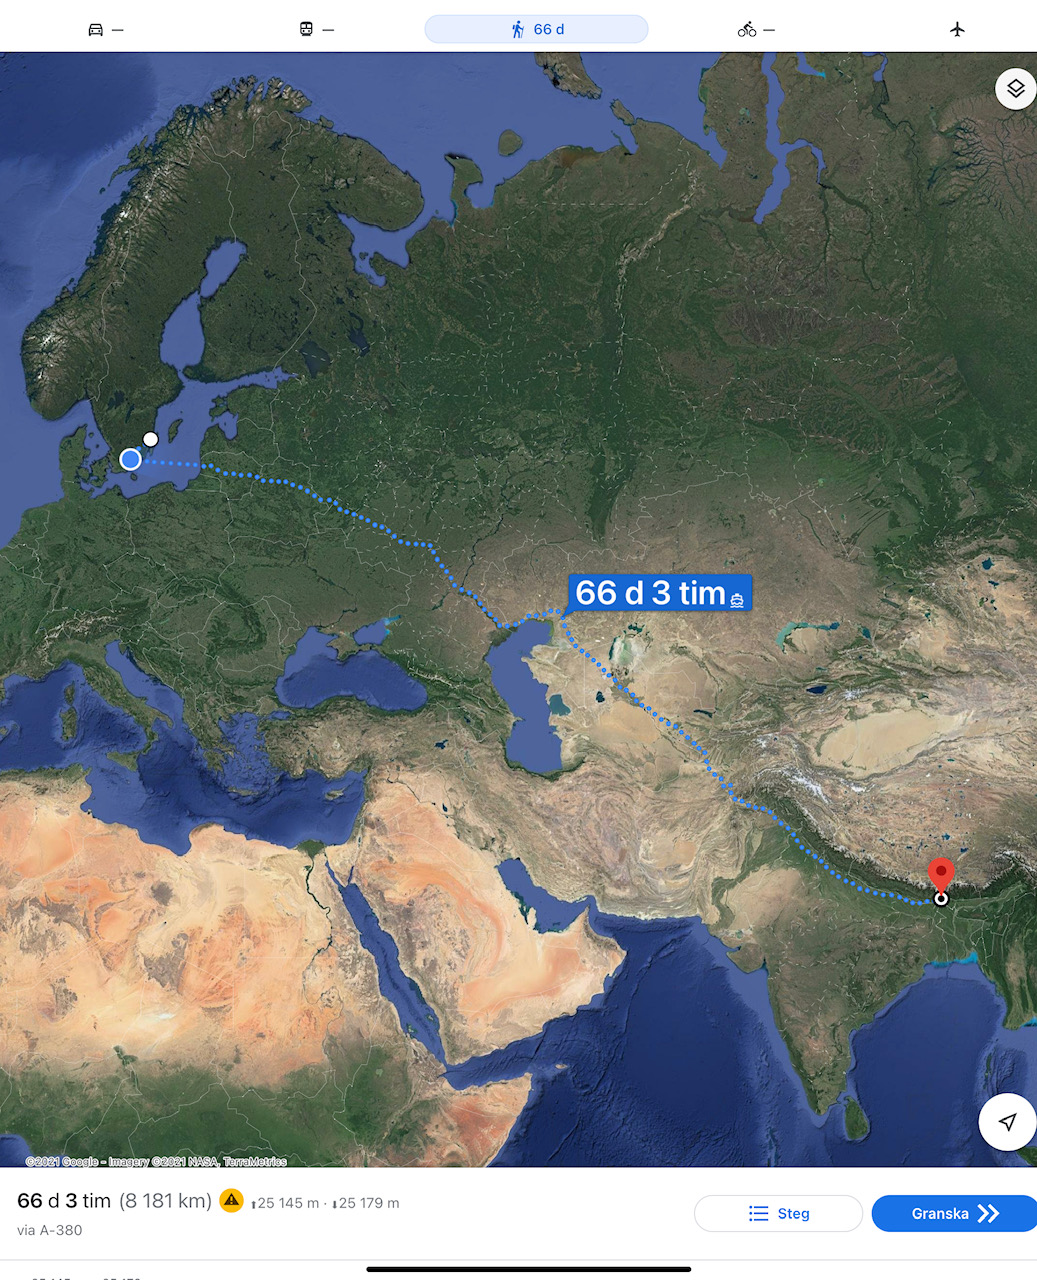 —
—
66 d
—
66 d 3 tim
©2021 Google - Imagery ©2021 NASA, TerraMetrics
66 d 3 tim (8 181 km) 25 145 m · 25 179 m
via A-380
Steg
Granska